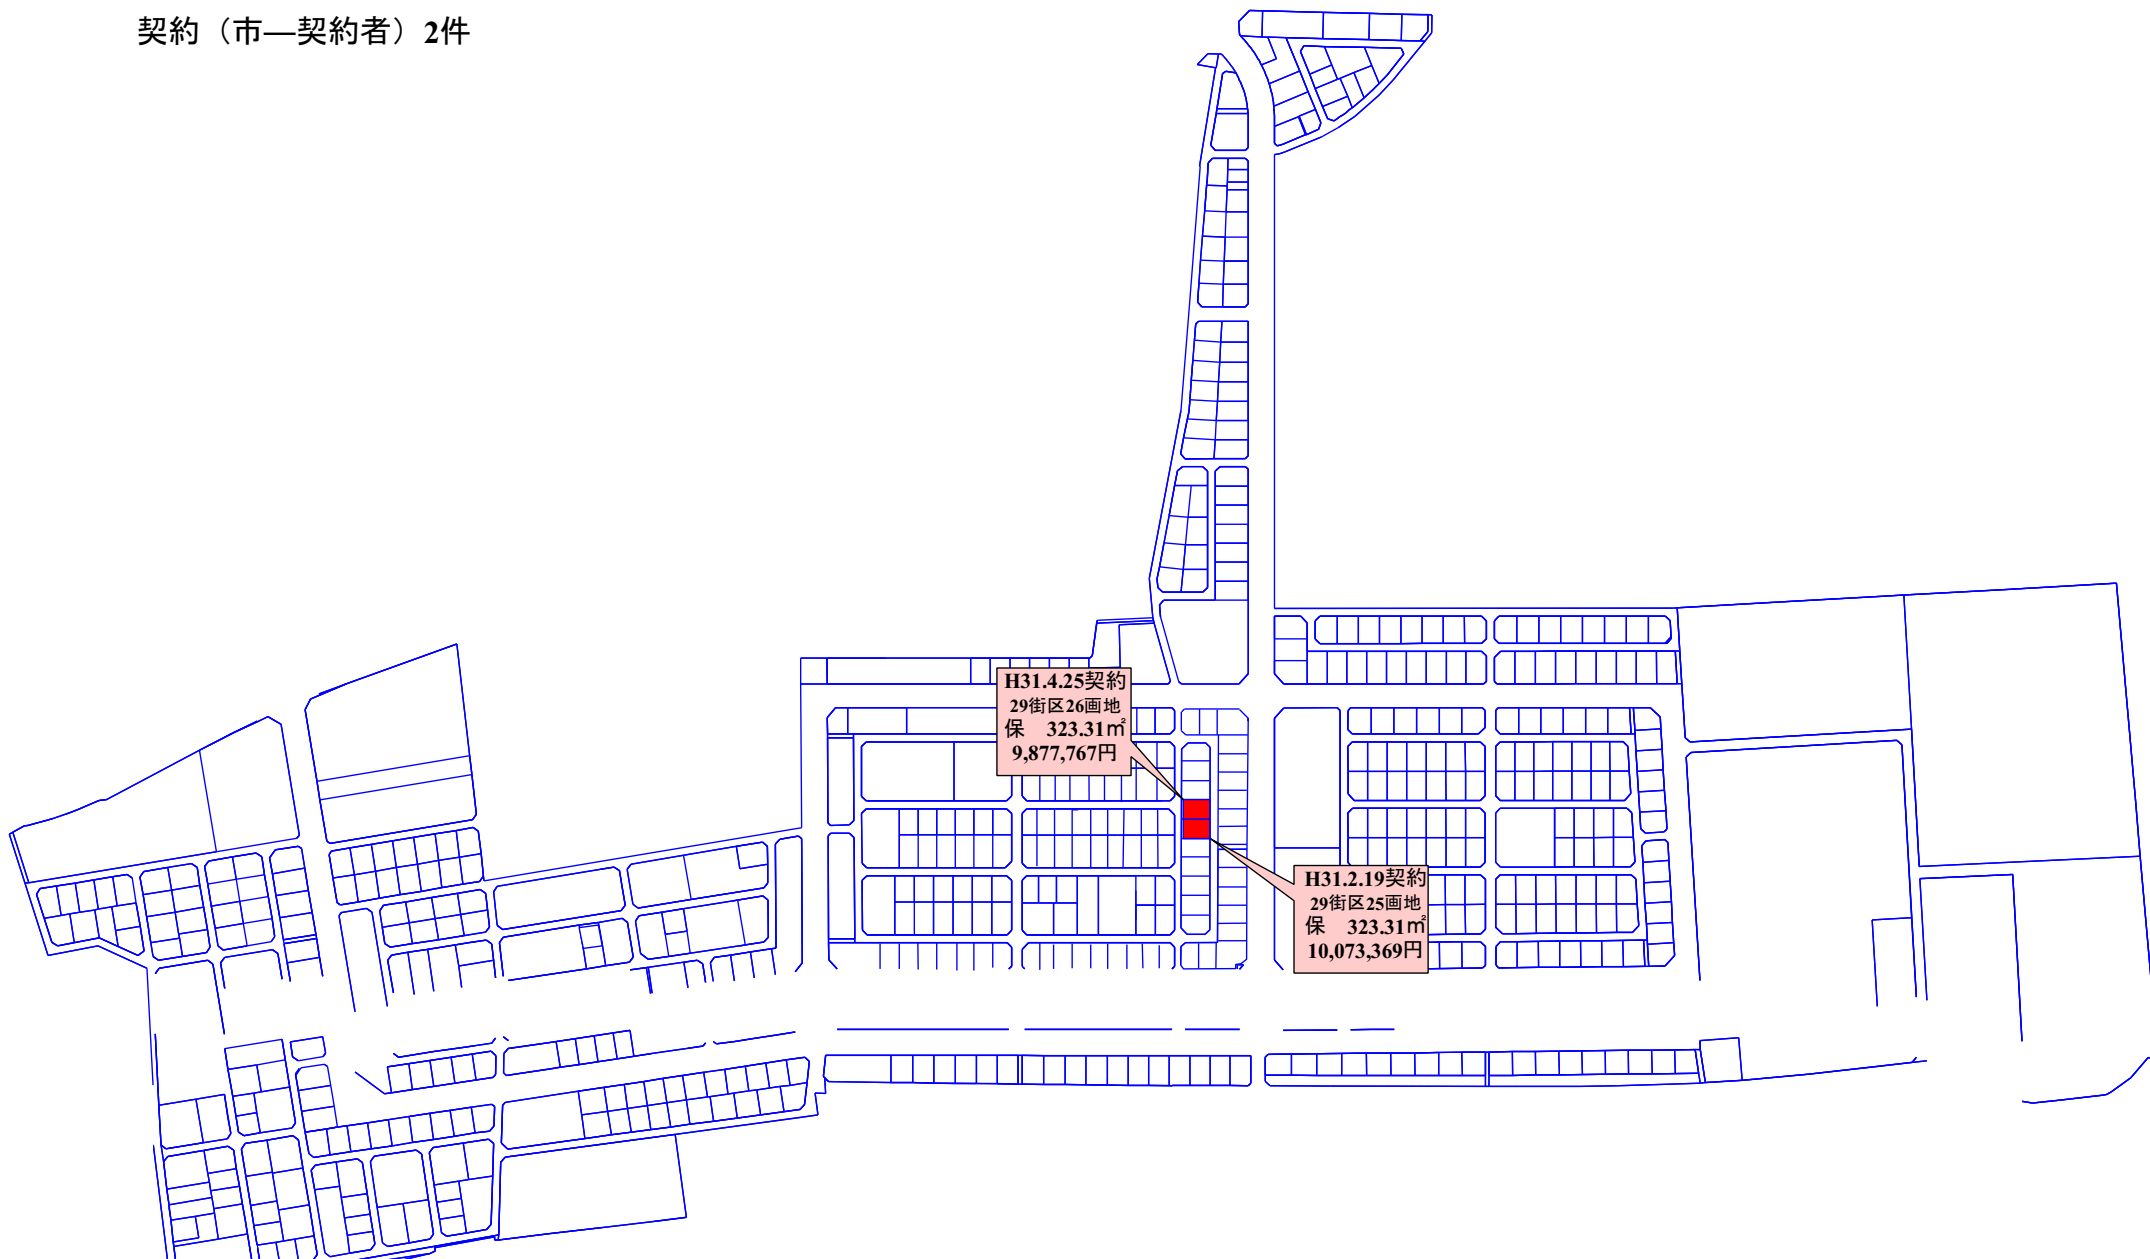 契約（市―契約者）2件
H31.4.25契約
29街区26画地
保　323.31㎡
9,877,767円
H31.2.19契約
29街区25画地
保　323.31㎡
10,073,369円